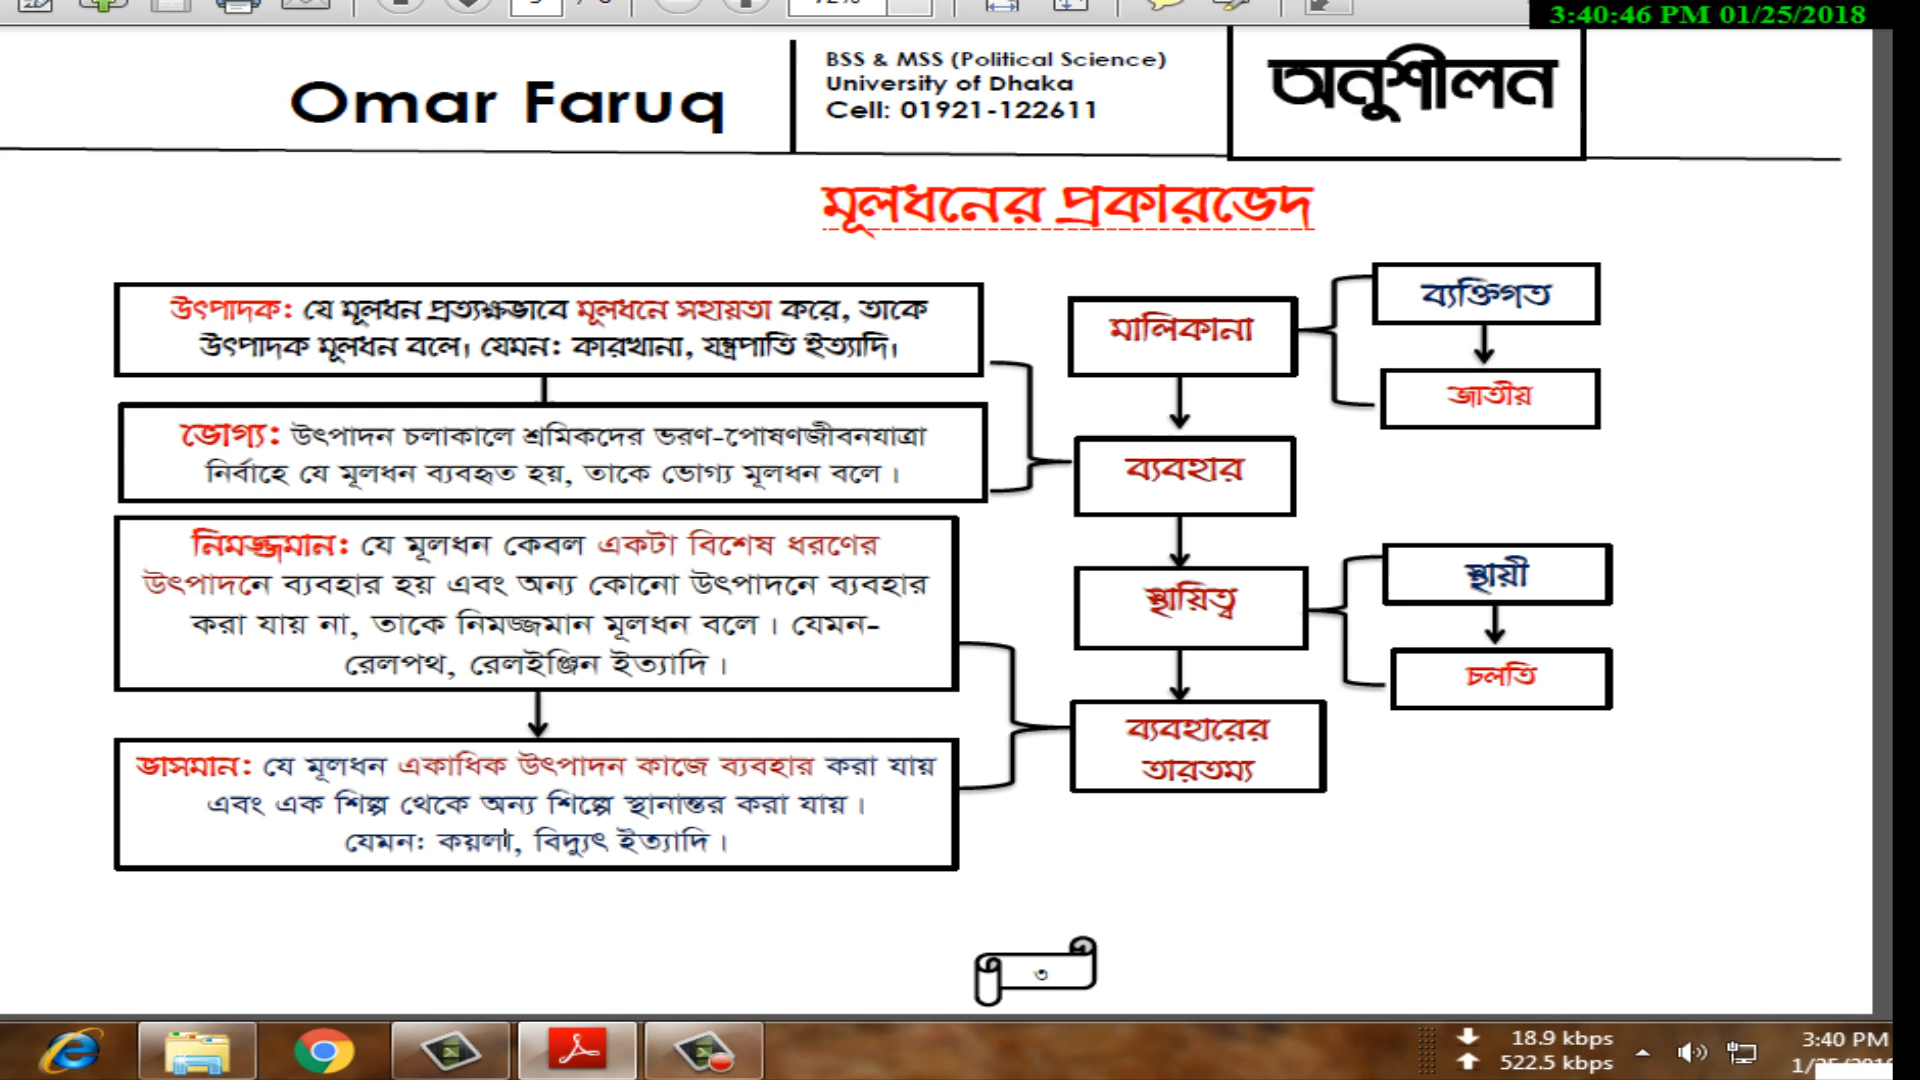 3:40:46 PM 01/25/2018
Omar Faruq
BSS & MSS (Political Science)
University of Dhaka
Cell: 01921-122611
অনুশীলন
মূলধনের প্রকারভেদ
উৎপাদক: যে মূলধন প্রত্যক্ষভাবে মূলধনে সহায়তা করে, তাকে
উৎপাদক মূলধন বলে। যেমন: কারখানা, যন্ত্রপাতি ইত্যাদি।
ভোগ্য: উৎপাদন চলাকালে শ্রমিকদের ভরণ-পোষণজীবনযাত্রা
নির্বাহে যে মূলধন ব্যবহৃত হয়, তাকে ভোগ্য মূলধন বলে ।
নিমজ্জমান: যে মূলধন কেবল একটা বিশেষ ধরণের
উৎপাদনে ব্যবহার হয় এবং অন্য কোনো উৎপাদনে ব্যবহার
করা যায় না, তাকে নিমজ্জমান মূলধন বলে । যেমন-
রেলপথ, রেলইঞ্জিন ইত্যাদি ।
ভাসমান: যে মূলধন একাধিক উৎপাদন কাজে ব্যবহার করা যায়
এবং এক শিল্প থেকে অন্য শিল্পে স্থানান্তর করা যায় ।
যেমন: কয়লা, বিদ্যুৎ ইত্যাদি ।
মালিকানা
ব্যবহার
স্থায়িত্ব
ব্যবহারের
তারতম্য
ব্যক্তিগত
জাতীয়
স্থায়ী
চলতি
৩
18.9 kbps
522.5 kbps
3:40 PM